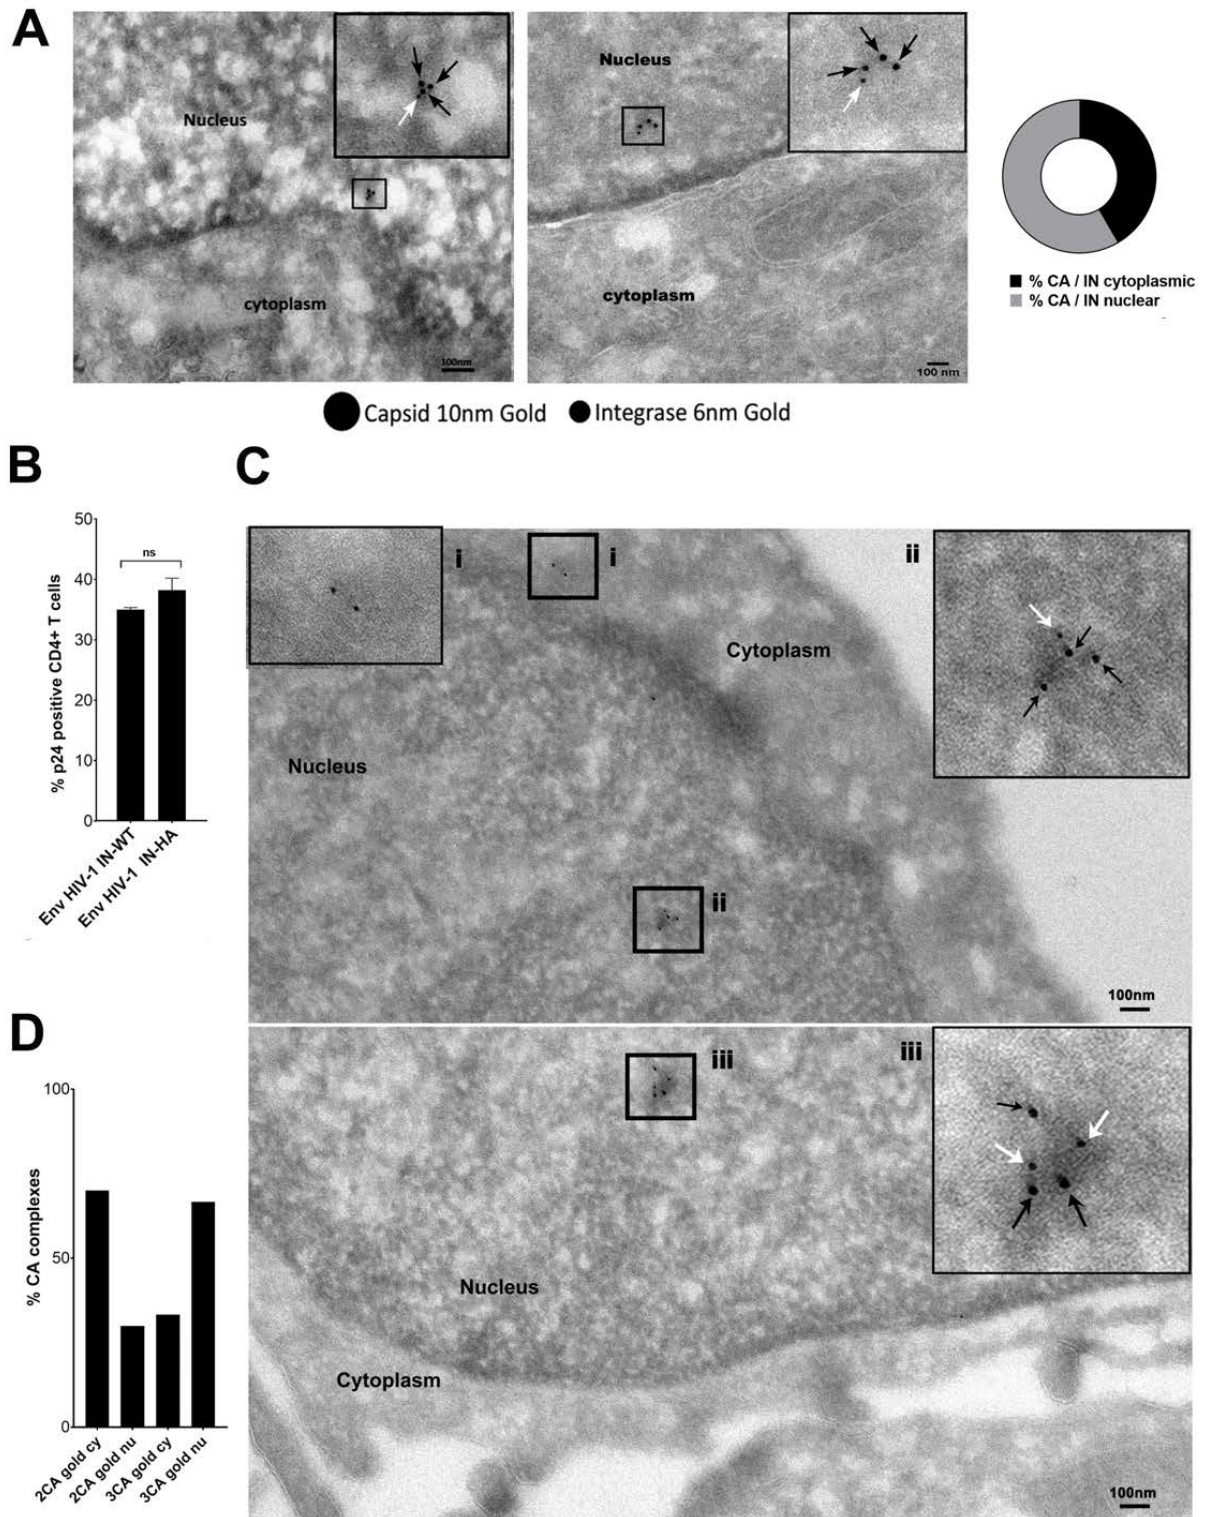 A
Nucleus
cytoplasm
100nm
Nucleus
cytoplasm
100 nm
% CA / IN cytoplasmic
% CA / IN nuclear
Capsid 10nm Gold
Integrase 6nm Gold
B
50
40
30
20
10
0
ns
% p24 positive CD4+ T cells
Env HIV-1 IN-WT
Env HIV-1 IN-HA
C
i
i
ii
Cytoplasm
Nucleus
ii
100nm
iii
iii
Nucleus
Cytoplasm
100nm
D
100
50
0
% CA complexes
2CA gold cy
2CA gold nu
3CA gold cy
3CA gold nu